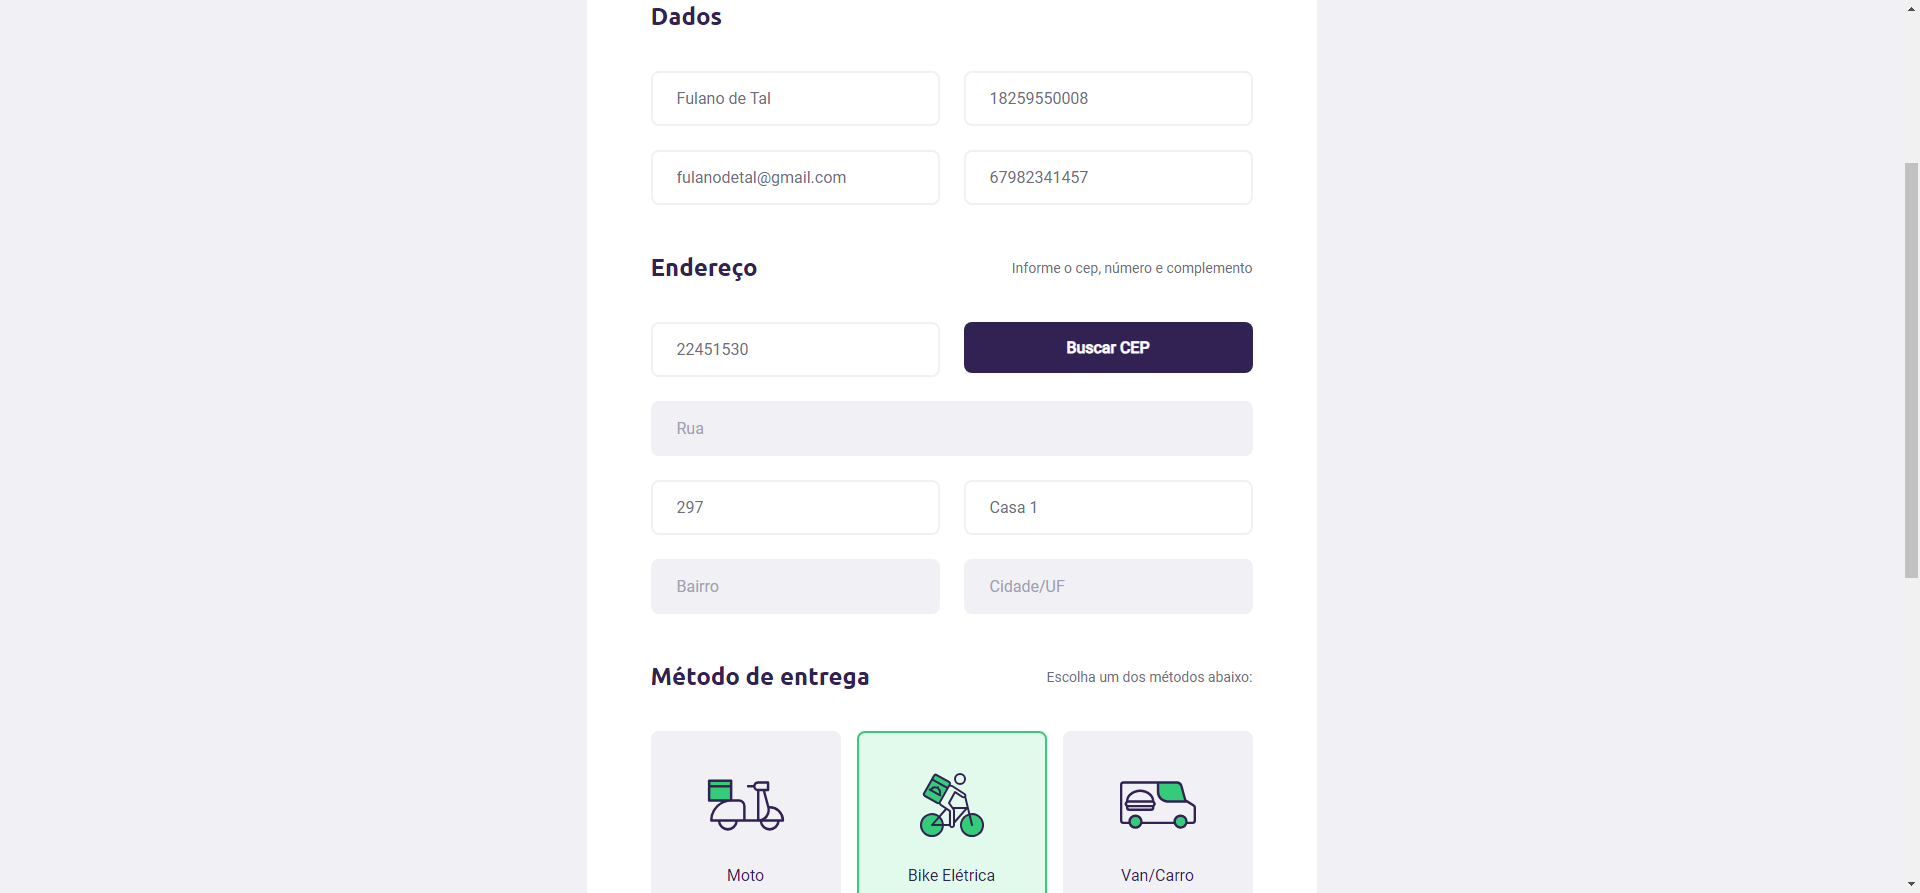 Dados
Fulano de Tal
18259550008
fulanodetal@gmail.com
67982341457
Endereço
Informe o cep, número e complemento
22451530
Buscar CEP
Rua
297
Casa 1
Bairro
Cidade/UF
Método de entrega
Escolha um dos métodos abaixo:
Moto
Bike Elétrica
Van/Carro